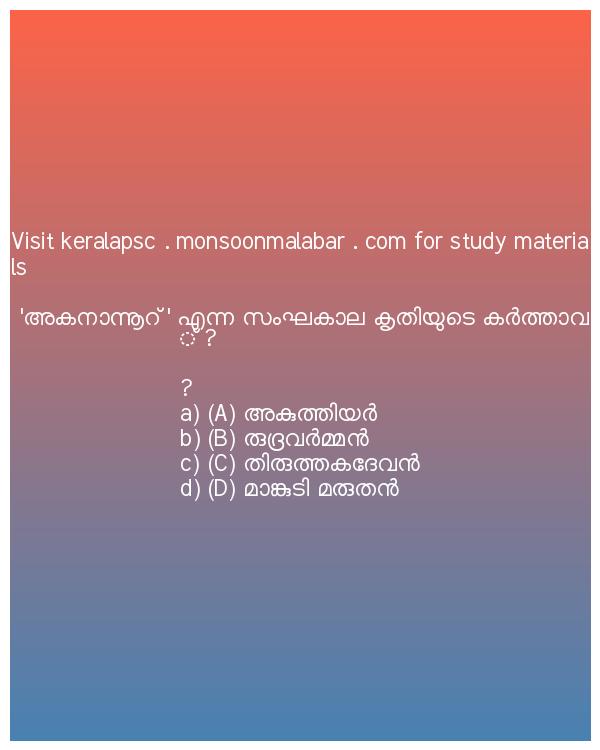 Visit keralapsc . monsoonmalabar . com for study materia
ls
'അകനാന്നൂറ്' എന്ന സംഘകാല കൃതിയുടെ കർത്താവ
് ?
?
a) (A) അകുത്തിയർ
b) (B) രുദ്രവർമ്മൻ
c) (C) തിരുത്തകദേവൻ
d) (D) മാങ്കുടി മരുതൻ